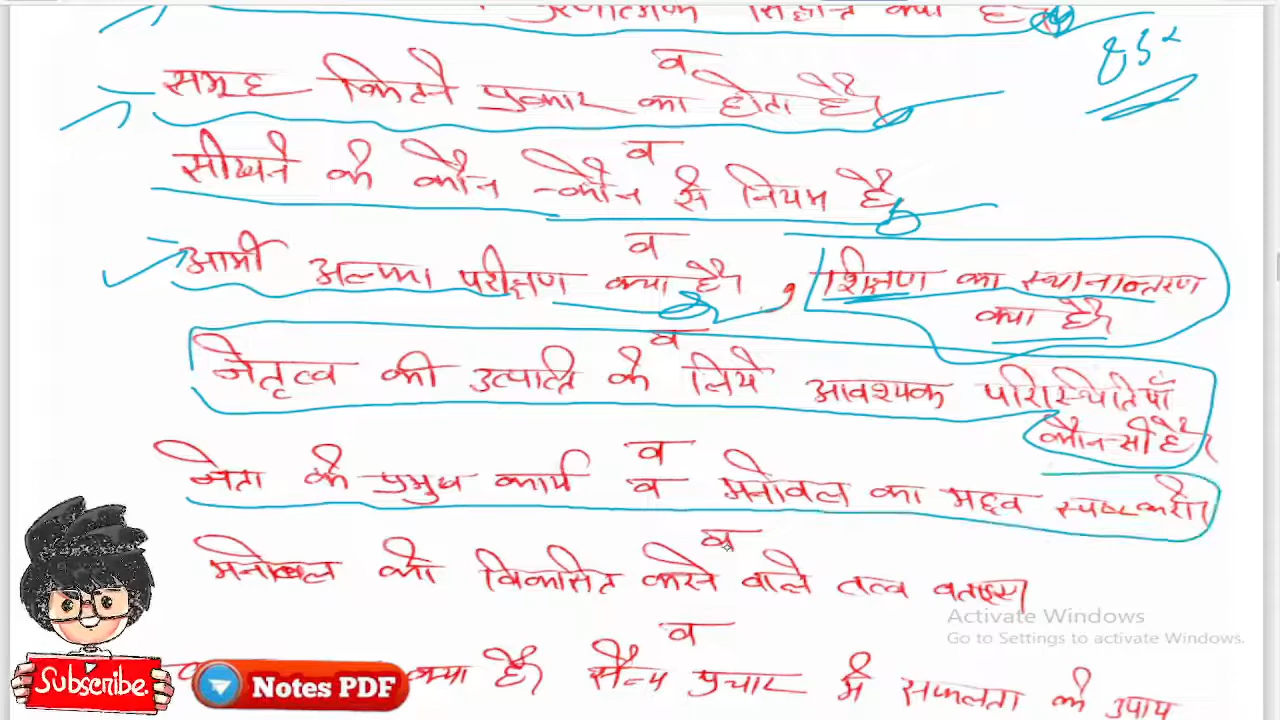 सिद्धान्त क्या है
85%
व
समूह कितने प्रकार का होता है।
व
सीखने के कौन-कौन से नियम है
व
आर्मी अल्फा परीक्षण क्या है। , शिक्षण का स्थानान्तरण
क्या है।
व
नेतृत्व की उत्पत्ति के लिये आवश्यक परिस्थितियाँ
कौन-सी है।
व
नेता के प्रमुख कार्य व मनोबल का महत्व स्पष्ट करो।
व
मनोबल को विकसित करने वाले तत्व बताइए।
व
क्या है। सैन्य प्रचार में सफलता के उपाय
Activate Windows
Go to Settings to activate Windows.
Subscribe.
Notes PDF